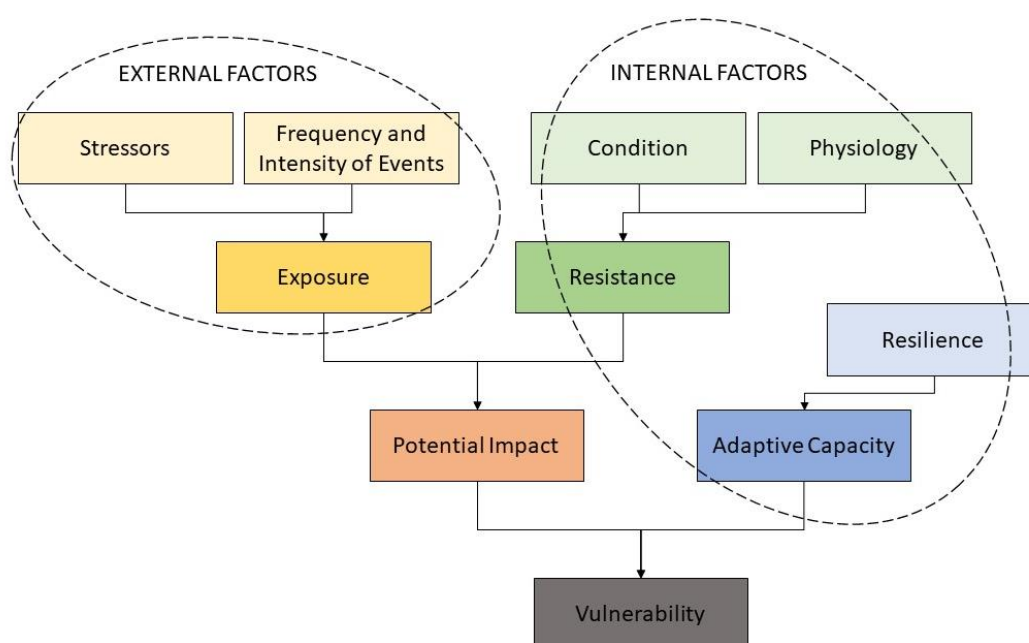 EXTERNAL FACTORS
INTERNAL FACTORS
Stressors
Frequency and
Intensity of Events
Condition
Physiology
Exposure
Resistance
Resilience
Potential Impact
Adaptive Capacity
Vulnerability